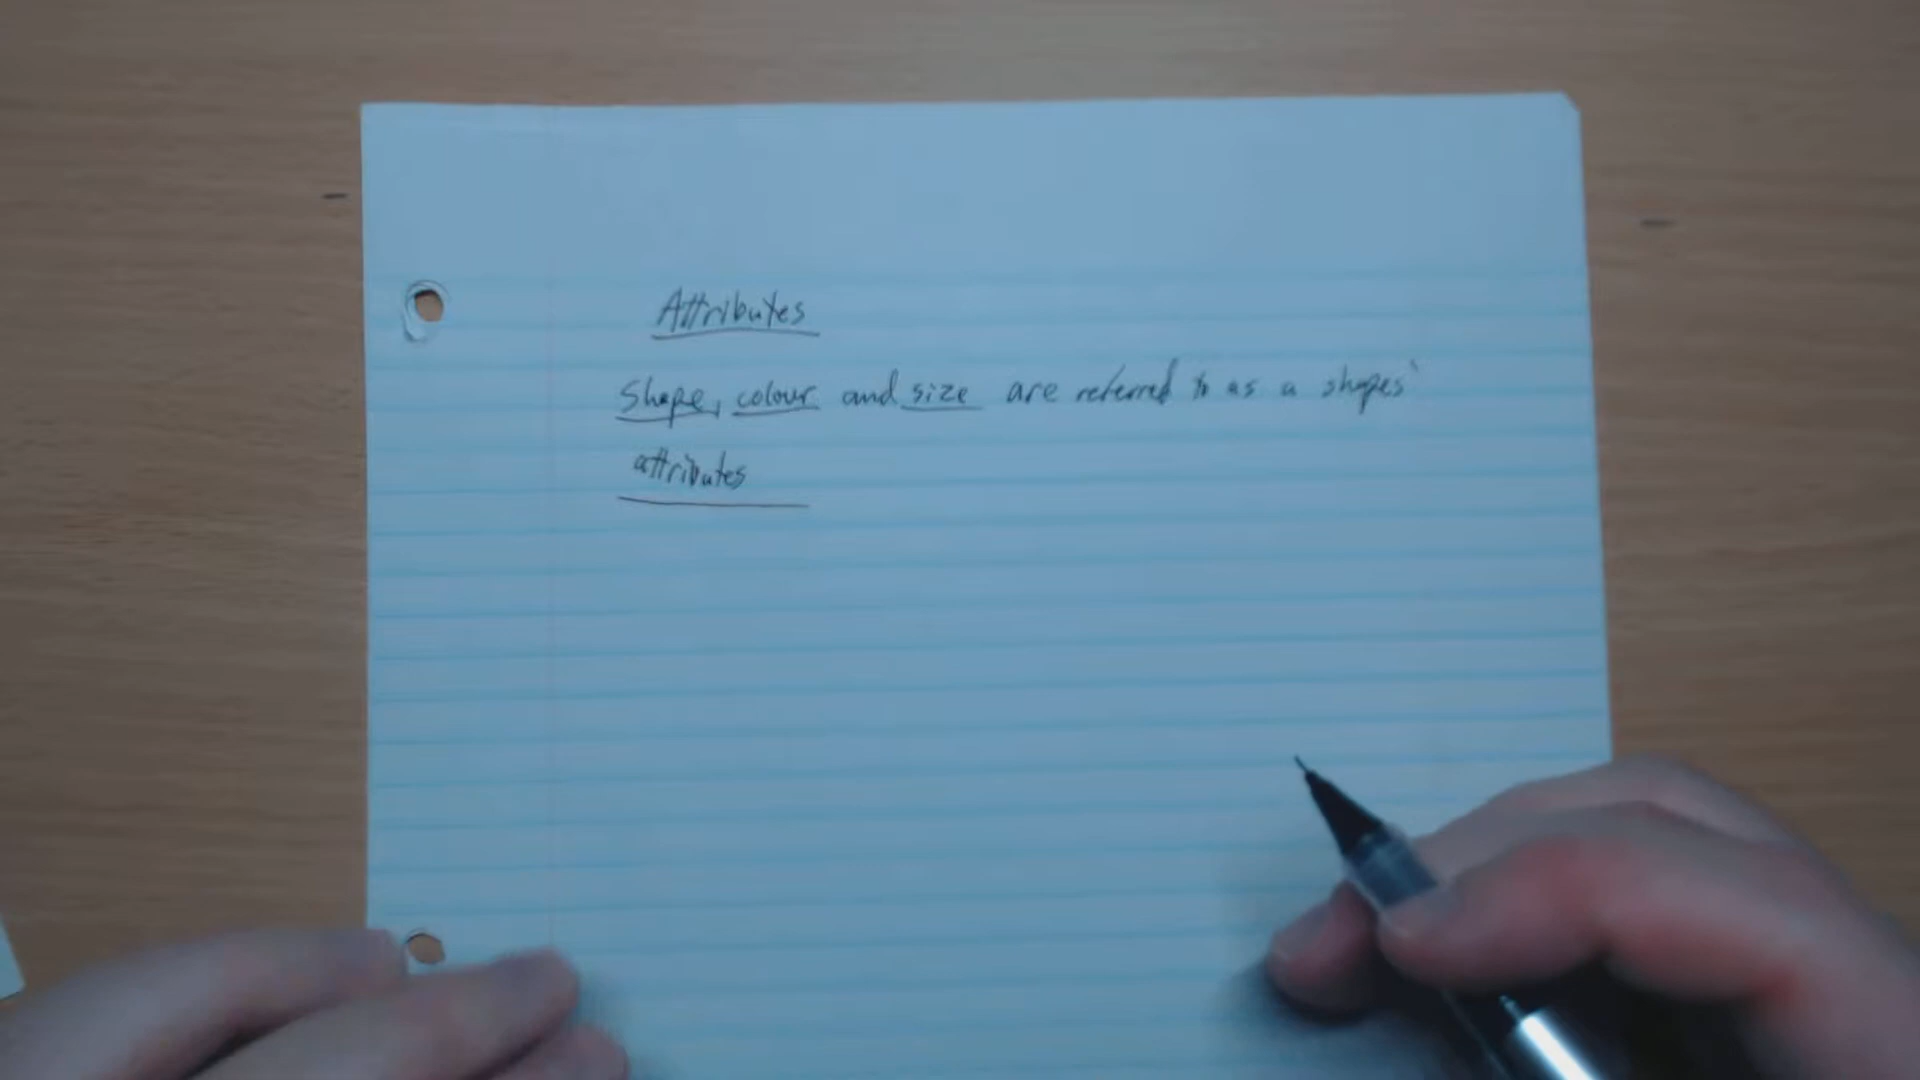 Attributes
Shape, colour and size are referred to as a shapes'
attributes